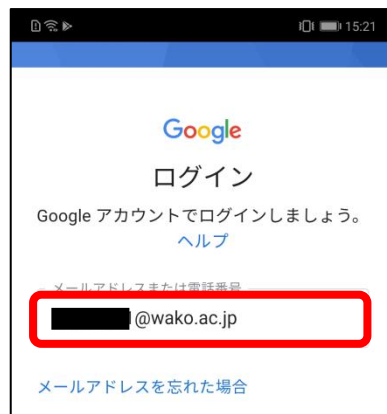 15:21
Google
ログイン
Google アカウントでログインしましょう。
ヘルプ
メールアドレスまたは電話番号
@wako.ac.jp
メールアドレスを忘れた場合